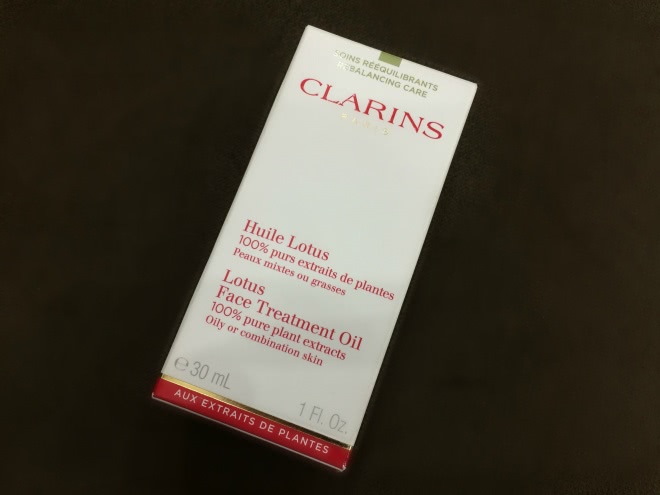 SOINS RÉÉQUILIBRANTS
REBALANCING CARE
CLARINS
PARIS
Huile Lotus
100% purs extraits de plantes
Peaux mixtes ou grasses
Lotus
Face Treatment Oil
100% pure plant extracts
Oily or combination skin
℮ 30 mL
1 Fl. Oz.
AUX EXTRAITS DE PLANTES